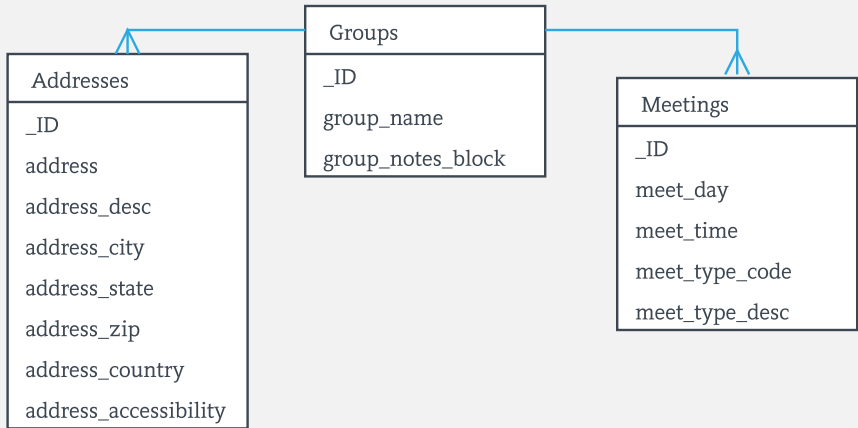 Groups
_ID
group_name
group_notes_block
Addresses
_ID
address
address_desc
address_city
address_state
address_zip
address_country
address_accessibility
Meetings
_ID
meet_day
meet_time
meet_type_code
meet_type_desc